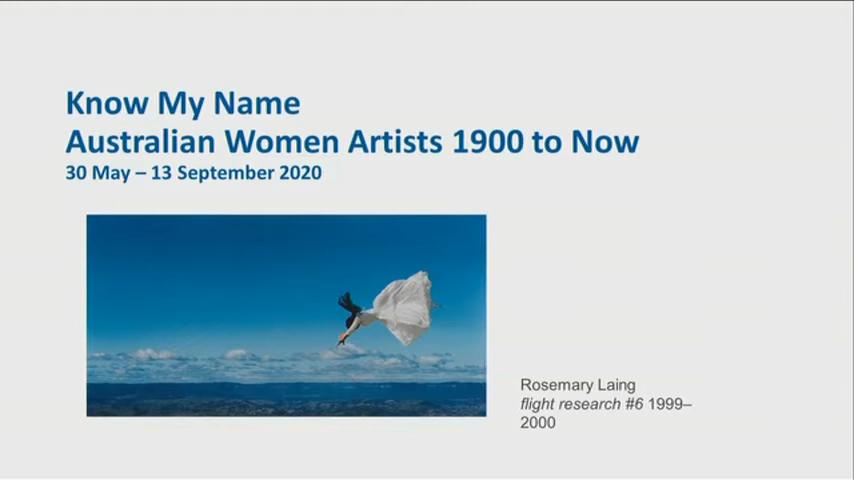 Know My Name
Australian Women Artists 1900 to Now
30 May – 13 September 2020
Rosemary Laing
flight research #6 1999–
2000